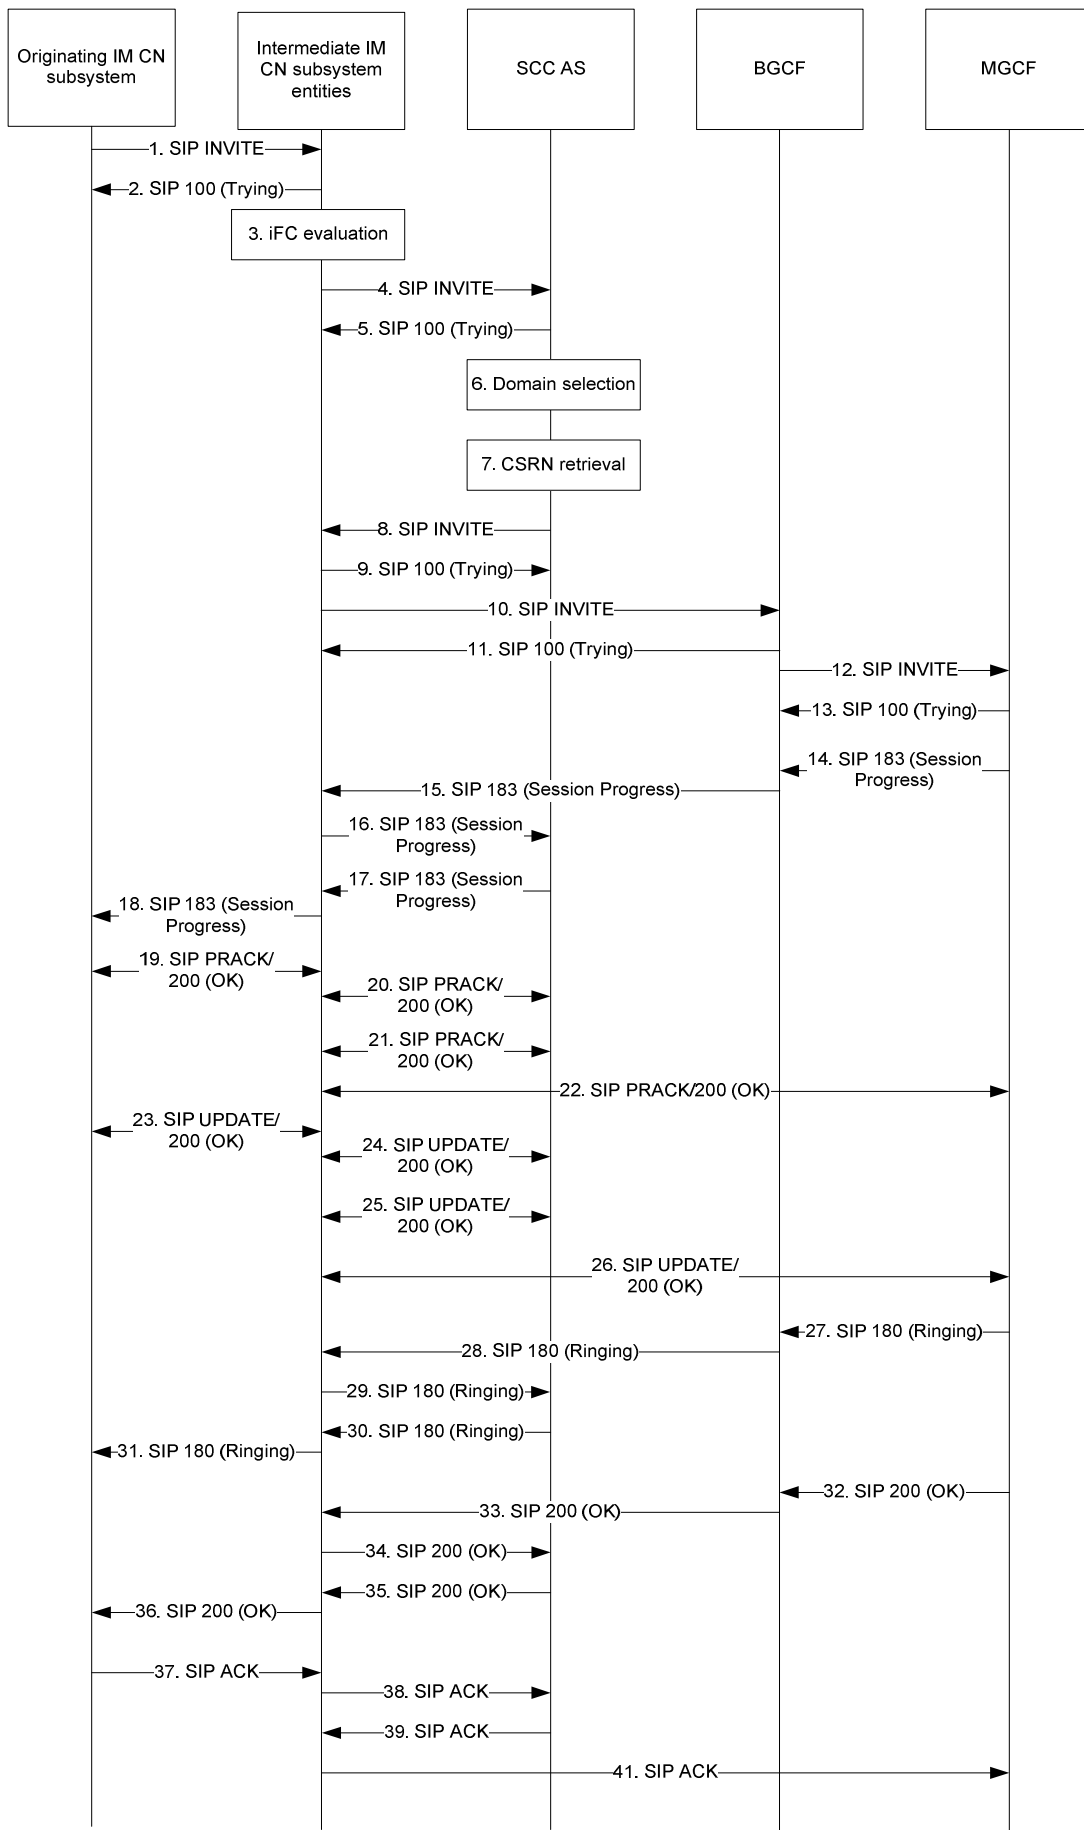 Originating IM CN
subsystem
Intermediate IM
CN subsystem
entities
SCC AS
BGCF
MGCF
1. SIP INVITE
2. SIP 100 (Trying)
3. iFC evaluation
4. SIP INVITE
5. SIP 100 (Trying)
6. Domain selection
7. CSRN retrieval
8. SIP INVITE
9. SIP 100 (Trying)
10. SIP INVITE
11. SIP 100 (Trying)
12. SIP INVITE
13. SIP 100 (Trying)
14. SIP 183 (Session
Progress)
15. SIP 183 (Session Progress)
16. SIP 183 (Session
Progress)
17. SIP 183 (Session
Progress)
18. SIP 183 (Session
Progress)
19. SIP PRACK/
200 (OK)
20. SIP PRACK/
200 (OK)
21. SIP PRACK/
200 (OK)
22. SIP PRACK/200 (OK)
23. SIP UPDATE/
200 (OK)
24. SIP UPDATE/
200 (OK)
25. SIP UPDATE/
200 (OK)
26. SIP UPDATE/
200 (OK)
27. SIP 180 (Ringing)
28. SIP 180 (Ringing)
29. SIP 180 (Ringing)
30. SIP 180 (Ringing)
31. SIP 180 (Ringing)
32. SIP 200 (OK)
33. SIP 200 (OK)
34. SIP 200 (OK)
35. SIP 200 (OK)
36. SIP 200 (OK)
37. SIP ACK
38. SIP ACK
39. SIP ACK
41. SIP ACK